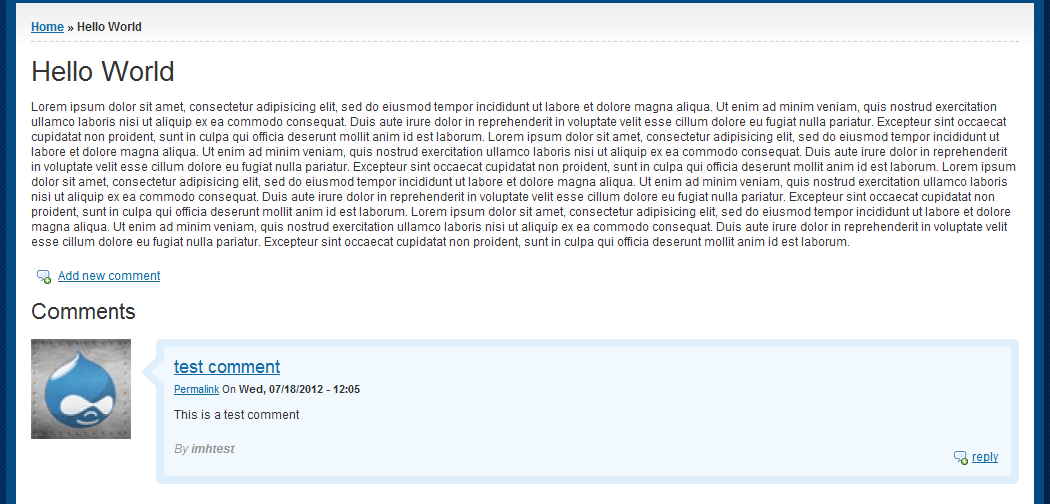 Home » Hello World
Hello World
Lorem ipsum dolor sit amet, consectetur adipisicing elit, sed do eiusmod tempor incididunt ut labore et dolore magna aliqua. Ut enim ad minim veniam, quis nostrud exercitation
ullamco laboris nisi ut aliquip ex ea commodo consequat. Duis aute irure dolor in reprehenderit in voluptate velit esse cillum dolore eu fugiat nulla pariatur. Excepteur sint occaecat
cupidatat non proident, sunt in culpa qui officia deserunt mollit anim id est laborum. Lorem ipsum dolor sit amet, consectetur adipisicing elit, sed do eiusmod tempor incididunt ut
labore et dolore magna aliqua. Ut enim ad minim veniam, quis nostrud exercitation ullamco laboris nisi ut aliquip ex ea commodo consequat. Duis aute irure dolor in reprehenderit
in voluptate velit esse cillum dolore eu fugiat nulla pariatur. Excepteur sint occaecat cupidatat non proident, sunt in culpa qui officia deserunt mollit anim id est laborum. Lorem ipsum
dolor sit amet, consectetur adipisicing elit, sed do eiusmod tempor incididunt ut labore et dolore magna aliqua. Ut enim ad minim veniam, quis nostrud exercitation ullamco laboris
nisi ut aliquip ex ea commodo consequat. Duis aute irure dolor in reprehenderit in voluptate velit esse cillum dolore eu fugiat nulla pariatur. Excepteur sint occaecat cupidatat non
proident, sunt in culpa qui officia deserunt mollit anim id est laborum. Lorem ipsum dolor sit amet, consectetur adipisicing elit, sed do eiusmod tempor incididunt ut labore et dolore
magna aliqua. Ut enim ad minim veniam, quis nostrud exercitation ullamco laboris nisi ut aliquip ex ea commodo consequat. Duis aute irure dolor in reprehenderit in voluptate velit
esse cillum dolore eu fugiat nulla pariatur. Excepteur sint occaecat cupidatat non proident, sunt in culpa qui officia deserunt mollit anim id est laborum.
Add new comment
Comments
test comment
Permalink On Wed, 07/18/2012 - 12:05
This is a test comment
By imhtest
reply